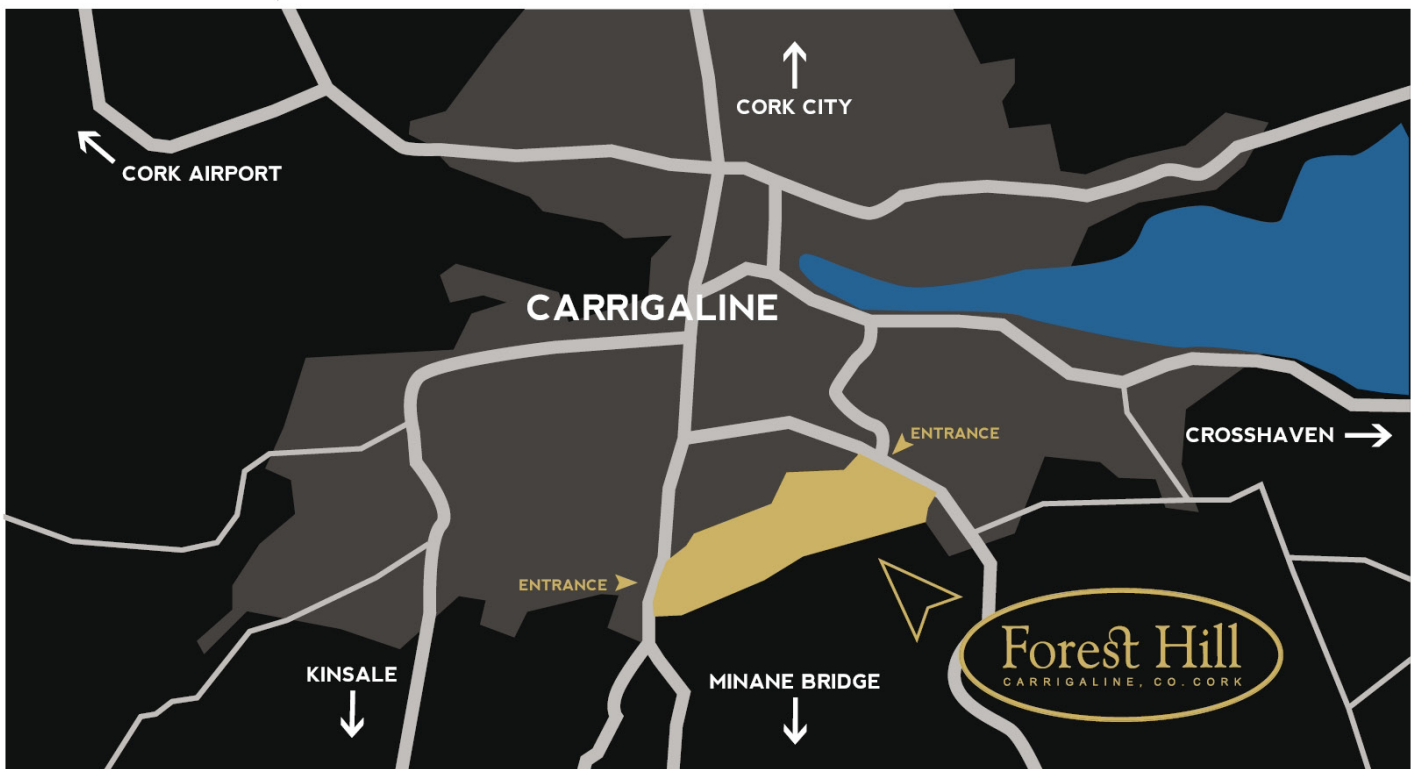 CORK CITY
CORK AIRPORT
CARRIGALINE
ENTRANCE
CROSSHAVEN
ENTRANCE
Forest Hill
CARRIGALINE, CO. CORK
KINSALE
MINANE BRIDGE